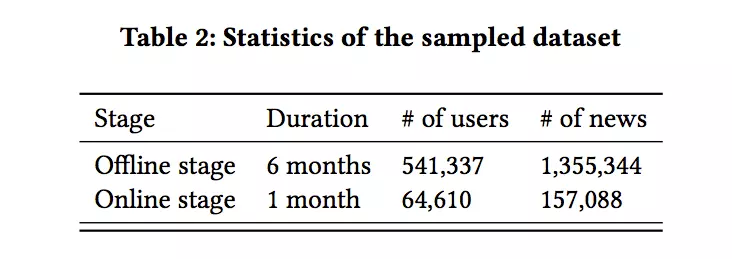 Table 2: Statistics of the sampled dataset
Stage Duration # of users # of news
Offline stage 6 months 541,337 1,355,344
Online stage 1 month 64,610 157,088